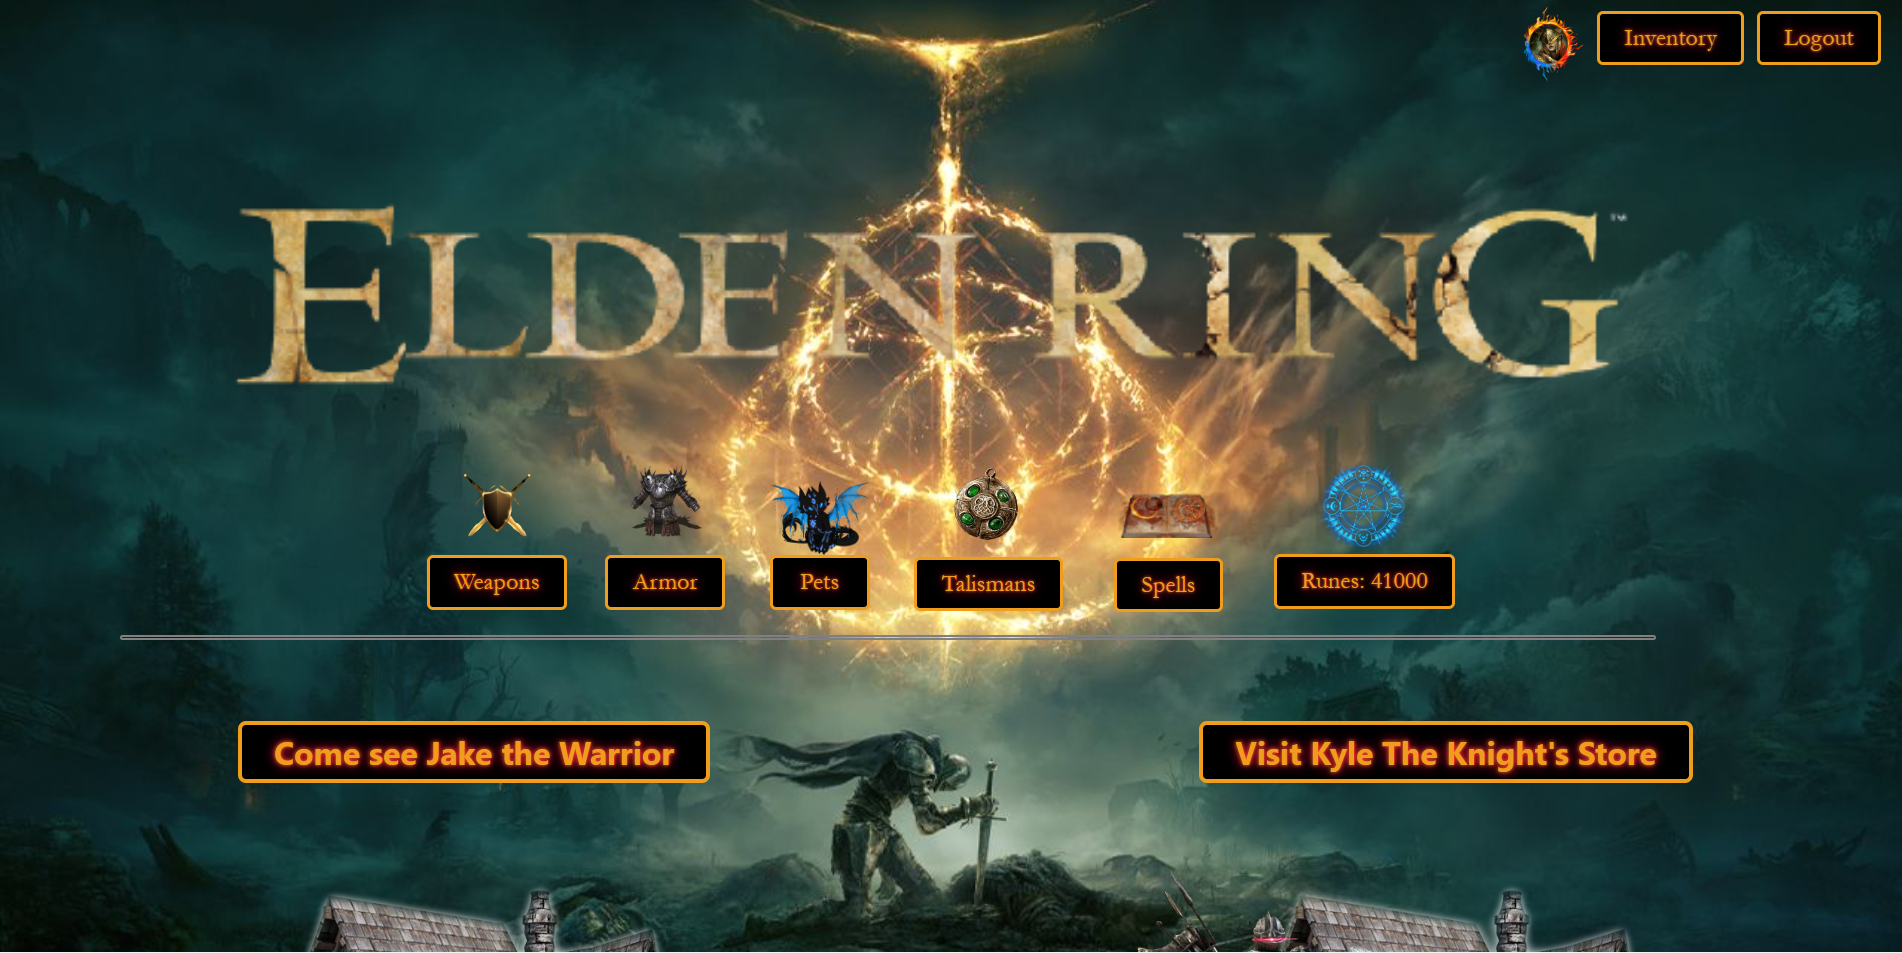 Inventory
Logout
ELDEN RING™
Weapons
Armor
Pets
Talismans
Spells
Runes: 41000
Come see Jake the Warrior
Visit Kyle The Knight's Store